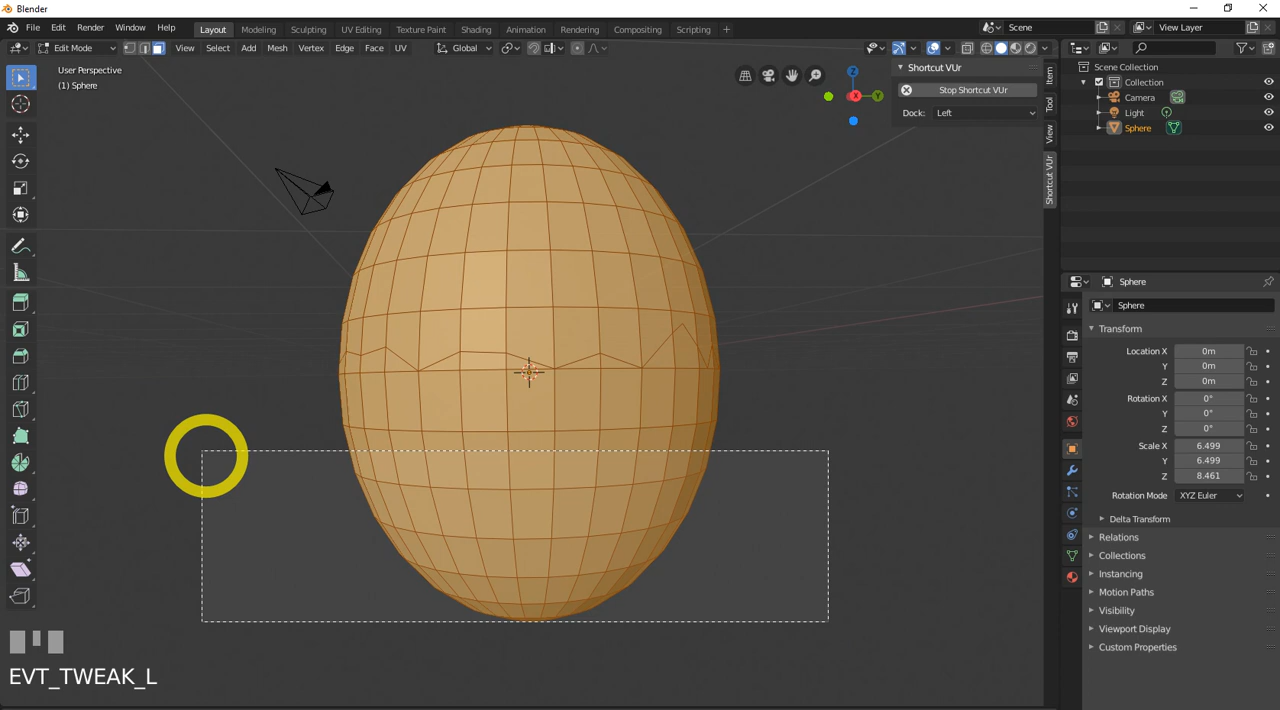 Blender
File Edit Render Window Help
Layout Modeling Sculpting UV Editing Texture Paint Shading Animation Rendering Compositing Scripting +
Scene
View Layer
Edit Mode
View Select Add Mesh Vertex Edge Face UV
Global
User Perspective
(1) Sphere
Z
X
Y
Shortcut VUr
Stop Shortcut VUr
Dock: Left
Item
Tool
View
Shortcut VUr
Scene Collection
Collection
Camera
Light
Sphere
Sphere
Sphere
Transform
Location X 0m
Y 0m
Z 0m
Rotation X 0°
Y 0°
Z 0°
Scale X 6.499
Y 6.499
Z 8.461
Rotation Mode XYZ Euler
Delta Transform
Relations
Collections
Instancing
Motion Paths
Visibility
Viewport Display
Custom Properties
EVT_TWEAK_L